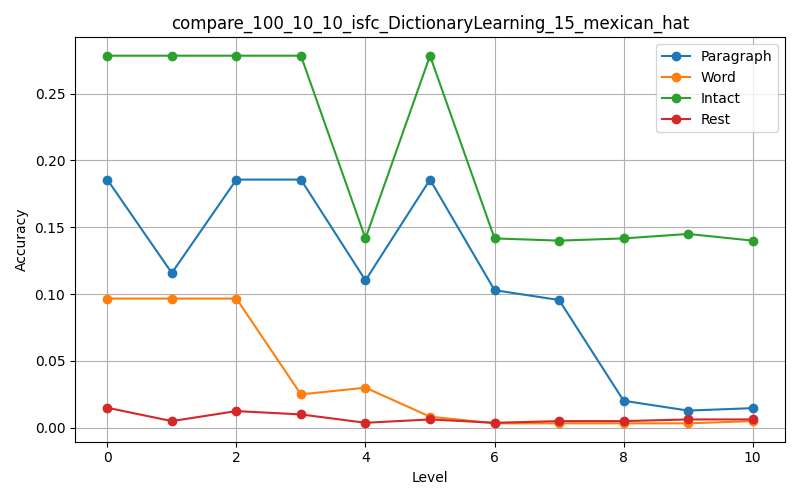 compare_100_10_10_isfc_DictionaryLearning_15_mexican_hat
Paragraph
Word
Intact
Rest
Accuracy
0.25
0.20
0.15
0.10
0.05
0.00
0 2 4 6 8 10
Level